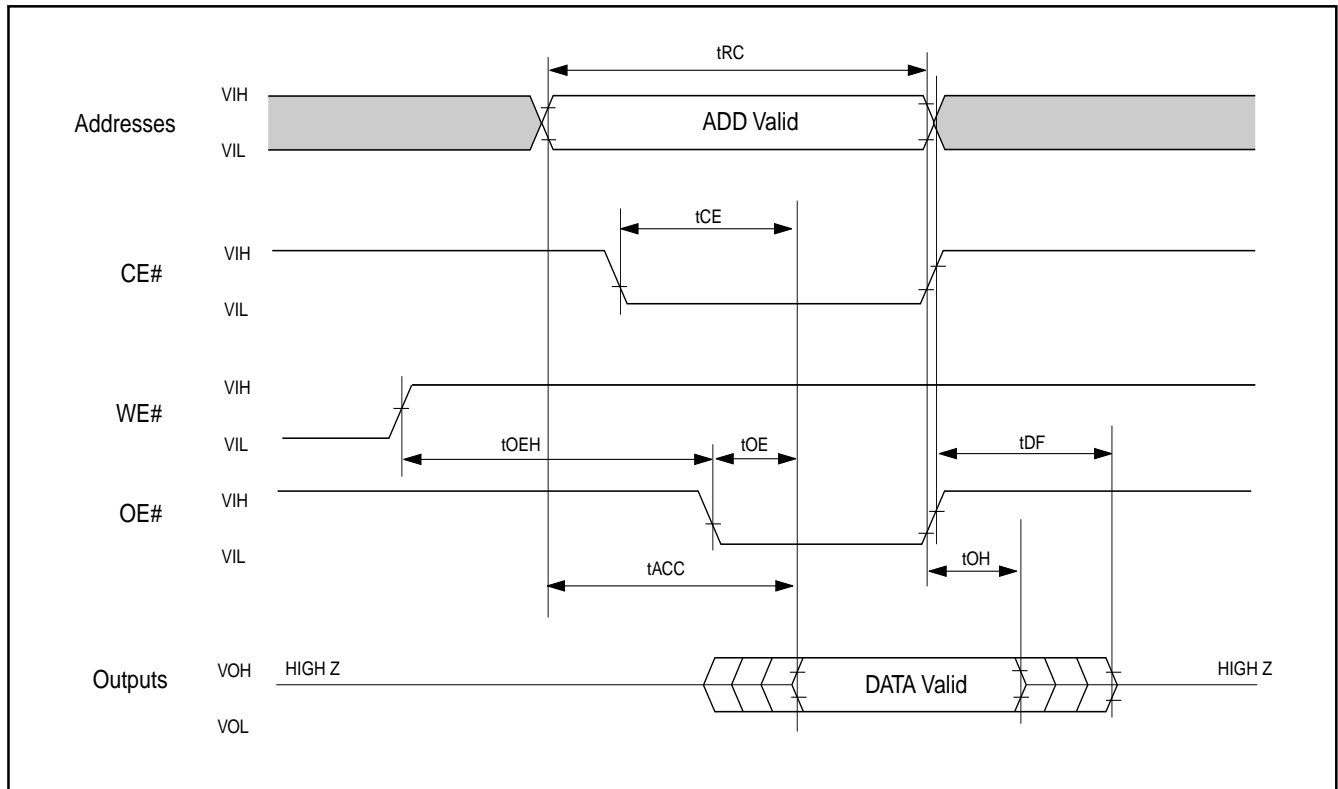 tRC
VIH
Addresses
ADD Valid
VIL
tCE
VIH
CE#
VIL
VIH
WE#
VIL
tOEH
tOE
tDF
VIH
OE#
VIL
tACC
tOH
VOH
HIGH Z
Outputs
DATA Valid
HIGH Z
VOL